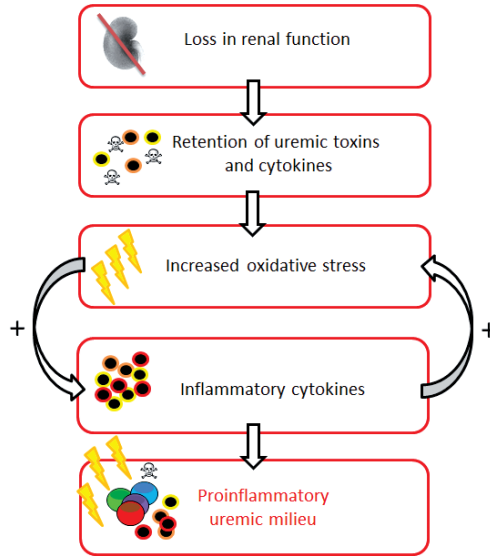 Loss in renal function
Retention of uremic toxins
and cytokines
Increased oxidative stress
+
+
Inflammatory cytokines
Proinflammatory
uremic milieu